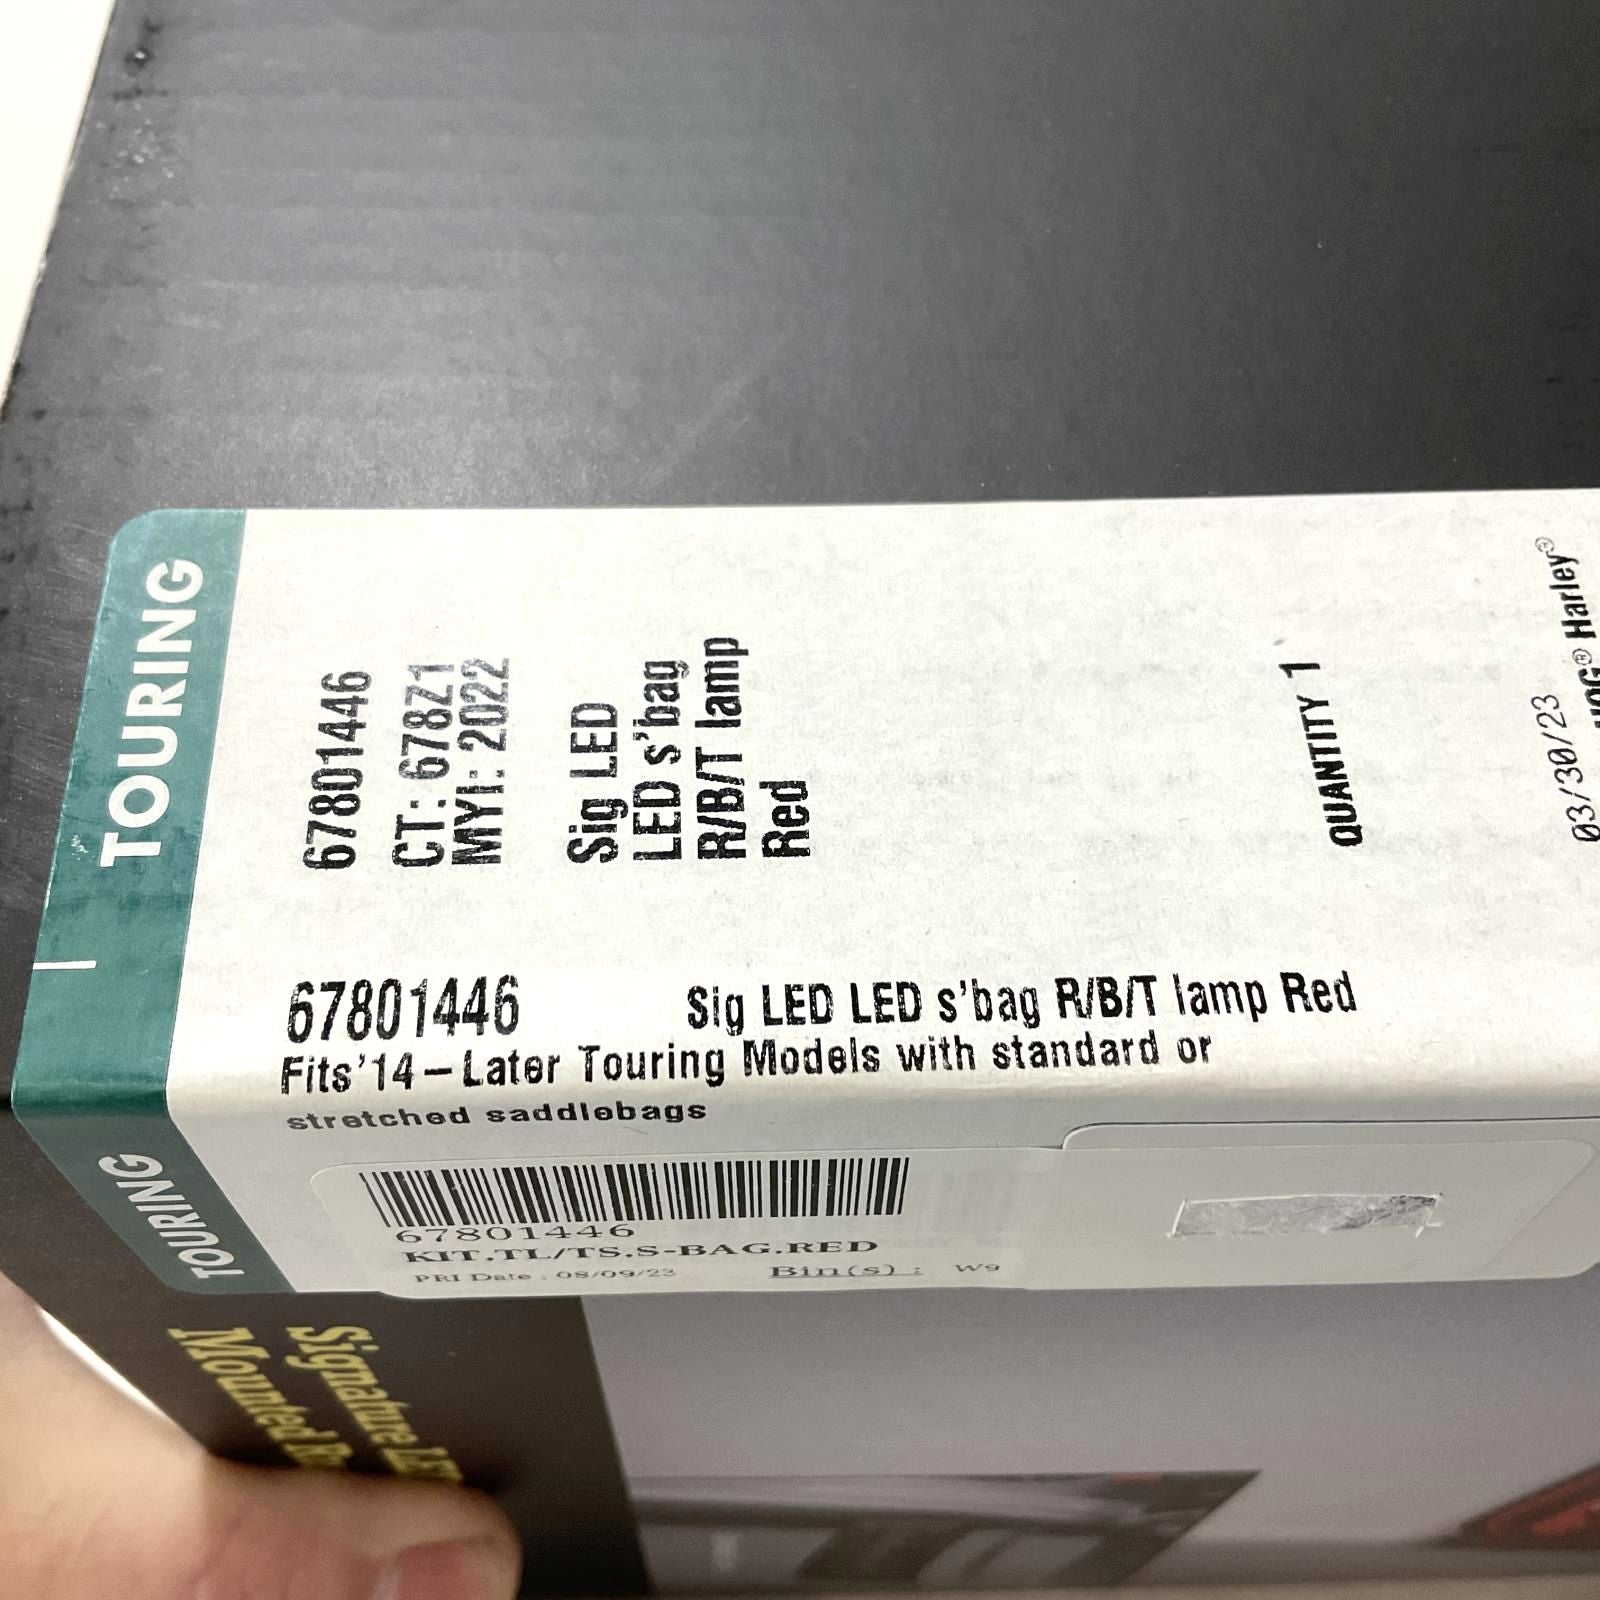 TOURING
67801446
CT: 678Z1
MYI: 2022
Sig LED
LED s'bag
R/B/T lamp
Red
QUANTITY 1
03/30/23
Harley®
67801446 Sig LED LED s'bag R/B/T lamp Red
Fits '14–Later Touring Models with standard or
stretched saddlebags
TOURING
67801446
KIT,TL/TS,S-BAG,RED
PRI Date : 08/09/23 Bin(s) : W9
Signature
Mounted